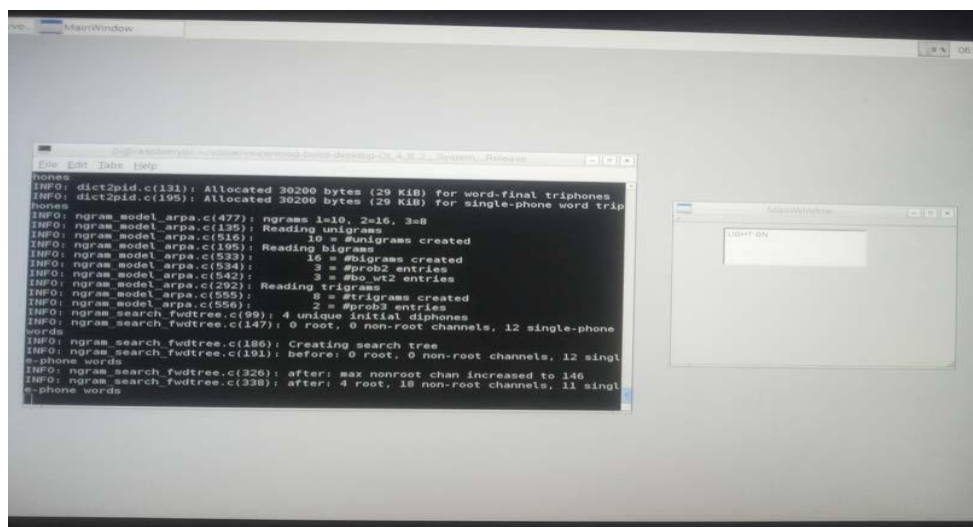 MainWindow
06:
File Edit Tabs Help
hones
INFO: dict2pid.c(131): Allocated 30200 bytes (29 KiB) for word-final triphones
INFO: dict2pid.c(195): Allocated 30200 bytes (29 KiB) for single-phone word trip
hones
INFO: ngram_model_arpa.c(477): ngrams 1=10, 2=16, 3=8
INFO: ngram_model_arpa.c(135): Reading unigrams
INFO: ngram_model_arpa.c(516): 10 = #unigrams created
INFO: ngram_model_arpa.c(195): Reading bigrams
INFO: ngram_model_arpa.c(533): 16 = #bigrams created
INFO: ngram_model_arpa.c(534): 3 = #prob2 entries
INFO: ngram_model_arpa.c(542): 3 = #bo_wt2 entries
INFO: ngram_model_arpa.c(292): Reading trigrams
INFO: ngram_model_arpa.c(555): 8 = #trigrams created
INFO: ngram_model_arpa.c(556): 2 = #prob3 entries
INFO: ngram_search_fwdtree.c(99): 4 unique initial diphones
INFO: ngram_search_fwdtree.c(147): 0 root, 0 non-root channels, 12 single-phone
words
INFO: ngram_search_fwdtree.c(186): Creating search tree
INFO: ngram_search_fwdtree.c(191): before: 0 root, 0 non-root channels, 12 singl
e-phone words
INFO: ngram_search_fwdtree.c(326): after: max nonroot chan increased to 146
INFO: ngram_search_fwdtree.c(338): after: 4 root, 18 non-root channels, 11 singl
e-phone words
MainWindow
LIGHT ON